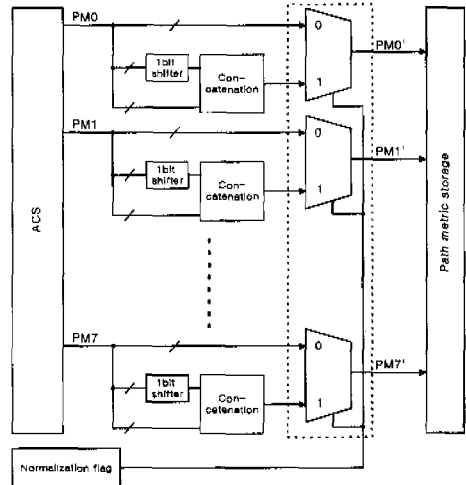 PM0
0
PM0'
1bit
shifter
Con-
catenation
1
PM1
0
PM1'
1bit
shifter
Con-
catenation
1
ACS
Path metric storage
PM7
0
PM7'
1bit
shifter
Con-
catenation
1
Normalization flag